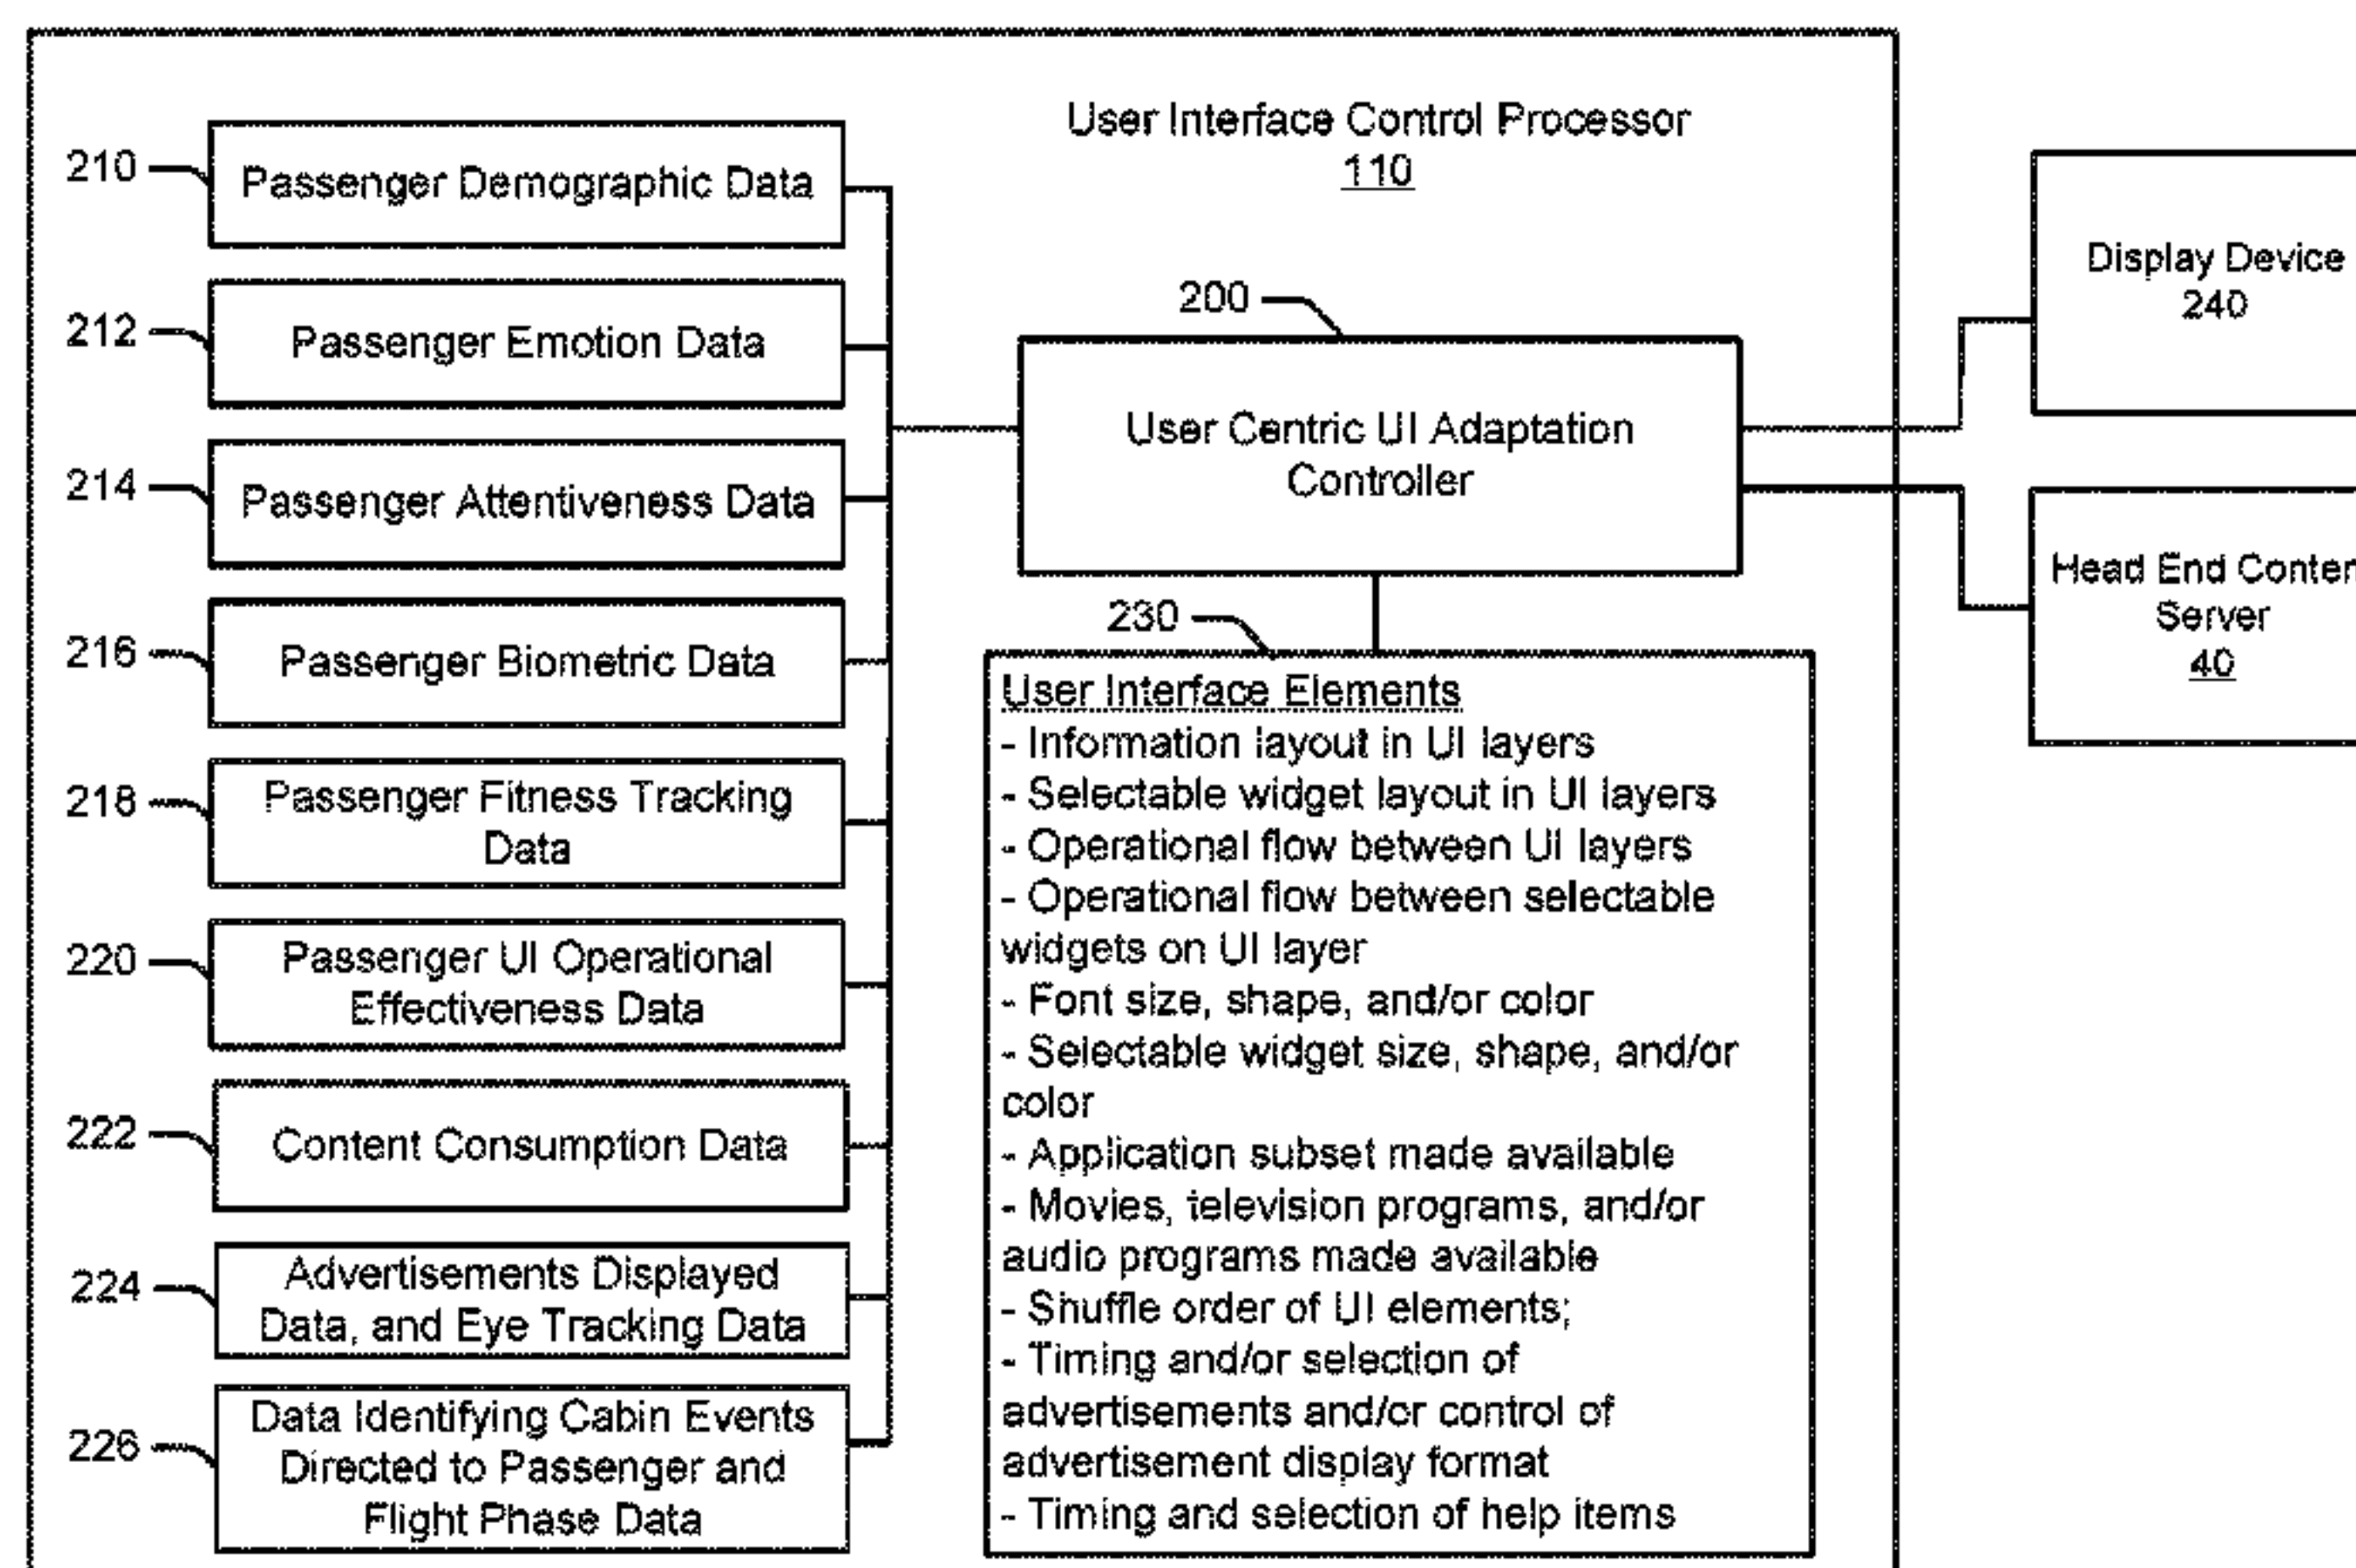 User Interface Control Processor
110
210
Passenger Demographic Data
212
Passenger Emotion Data
214
Passenger Attentiveness Data
216
Passenger Biometric Data
218
Passenger Fitness Tracking
Data
220
Passenger UI Operational
Effectiveness Data
222
Content Consumption Data
224
Advertisements Displayed
Data, and Eye Tracking Data
226
Data Identifying Cabin Events
Directed to Passenger and
Flight Phase Data
200
User Centric UI Adaptation
Controller
230
User Interface Elements
- Information layout in UI layers
- Selectable widget layout in UI layers
- Operational flow between UI layers
- Operational flow between selectable
widgets on UI layer
- Font size, shape, and/or color
- Selectable widget size, shape, and/or
color
- Application subset made available
- Movies, television programs, and/or
audio programs made available
- Shuffle order of UI elements;
- Timing and/or selection of
advertisements and/or control of
advertisement display format
- Timing and selection of help items
Display Device
240
Head End Conten
Server
40